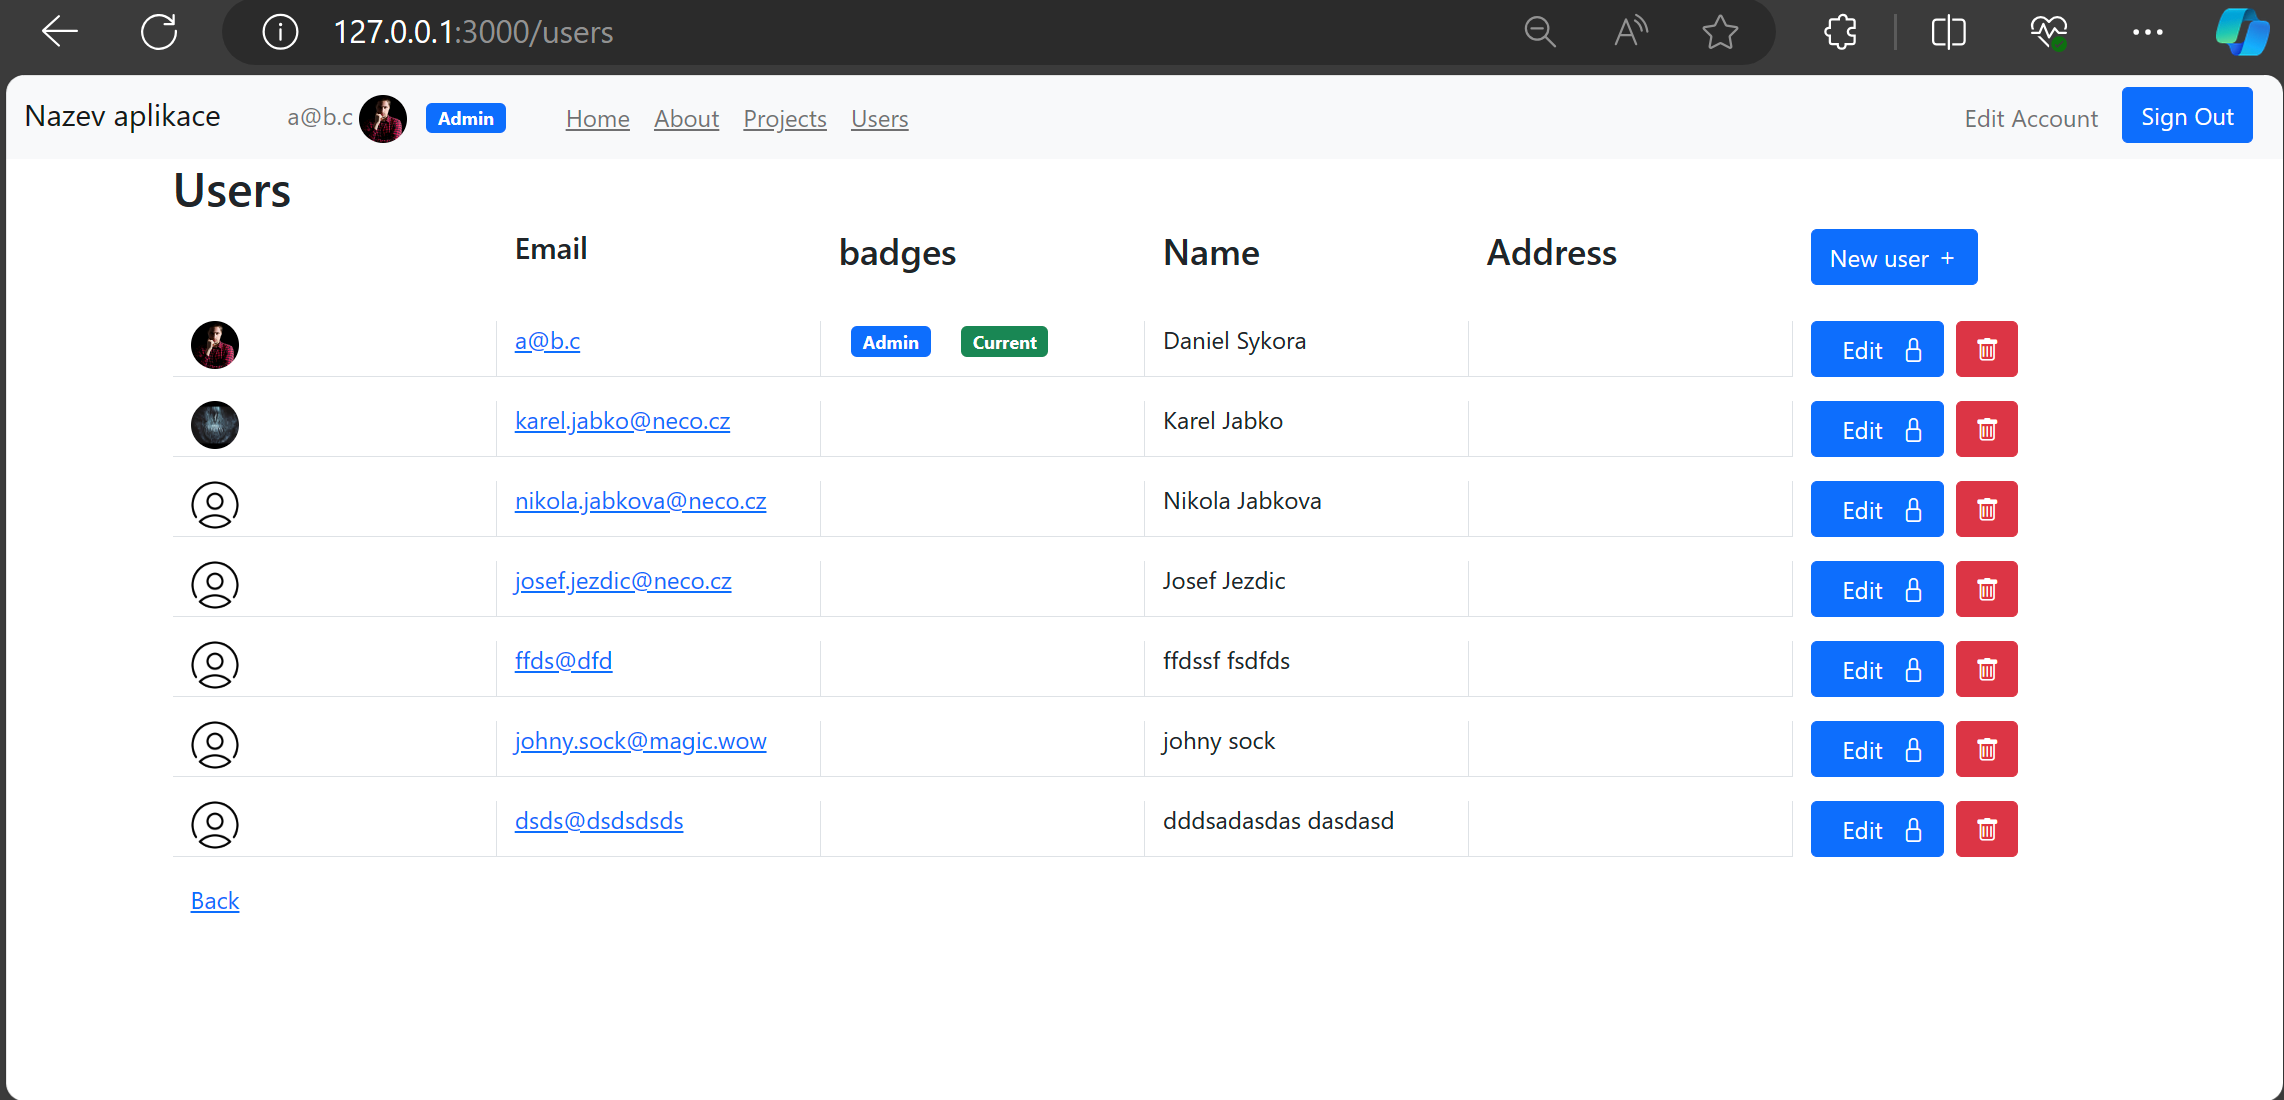 127.0.0.1:3000/users
Nazev aplikace a@b.c Admin Home About Projects Users Edit Account Sign Out
Users
Email badges Name Address New user +
a@b.c Admin Current Daniel Sykora Edit
karel.jabko@neco.cz Karel Jabko Edit
nikola.jabkova@neco.cz Nikola Jabkova Edit
josef.jezdic@neco.cz Josef Jezdic Edit
ffds@dfd ffdssf fsdfds Edit
johny.sock@magic.wow johny sock Edit
dsds@dsdsdsds dddsadasdas dasdasd Edit
Back